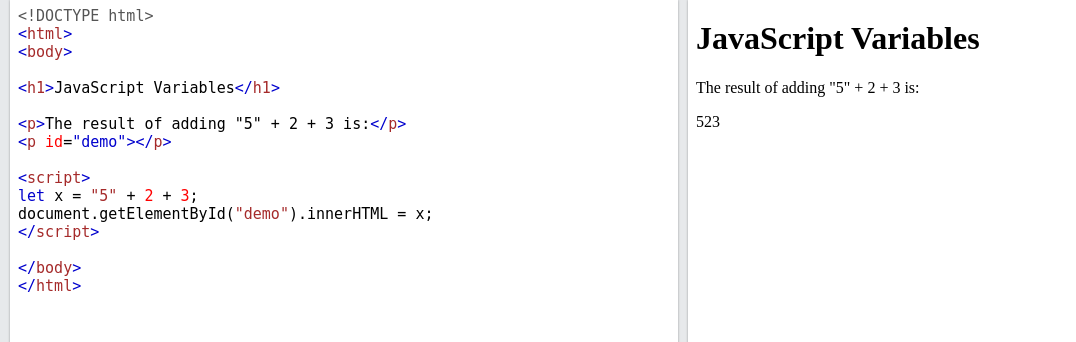 <!DOCTYPE html>
<html>
<body>
<h1>JavaScript Variables</h1>
<p>The result of adding "5" + 2 + 3 is:</p>
<p id="demo"></p>
<script>
let x = "5" + 2 + 3;
document.getElementById("demo").innerHTML = x;
</script>
</body>
</html>
JavaScript Variables
The result of adding "5" + 2 + 3 is:
523